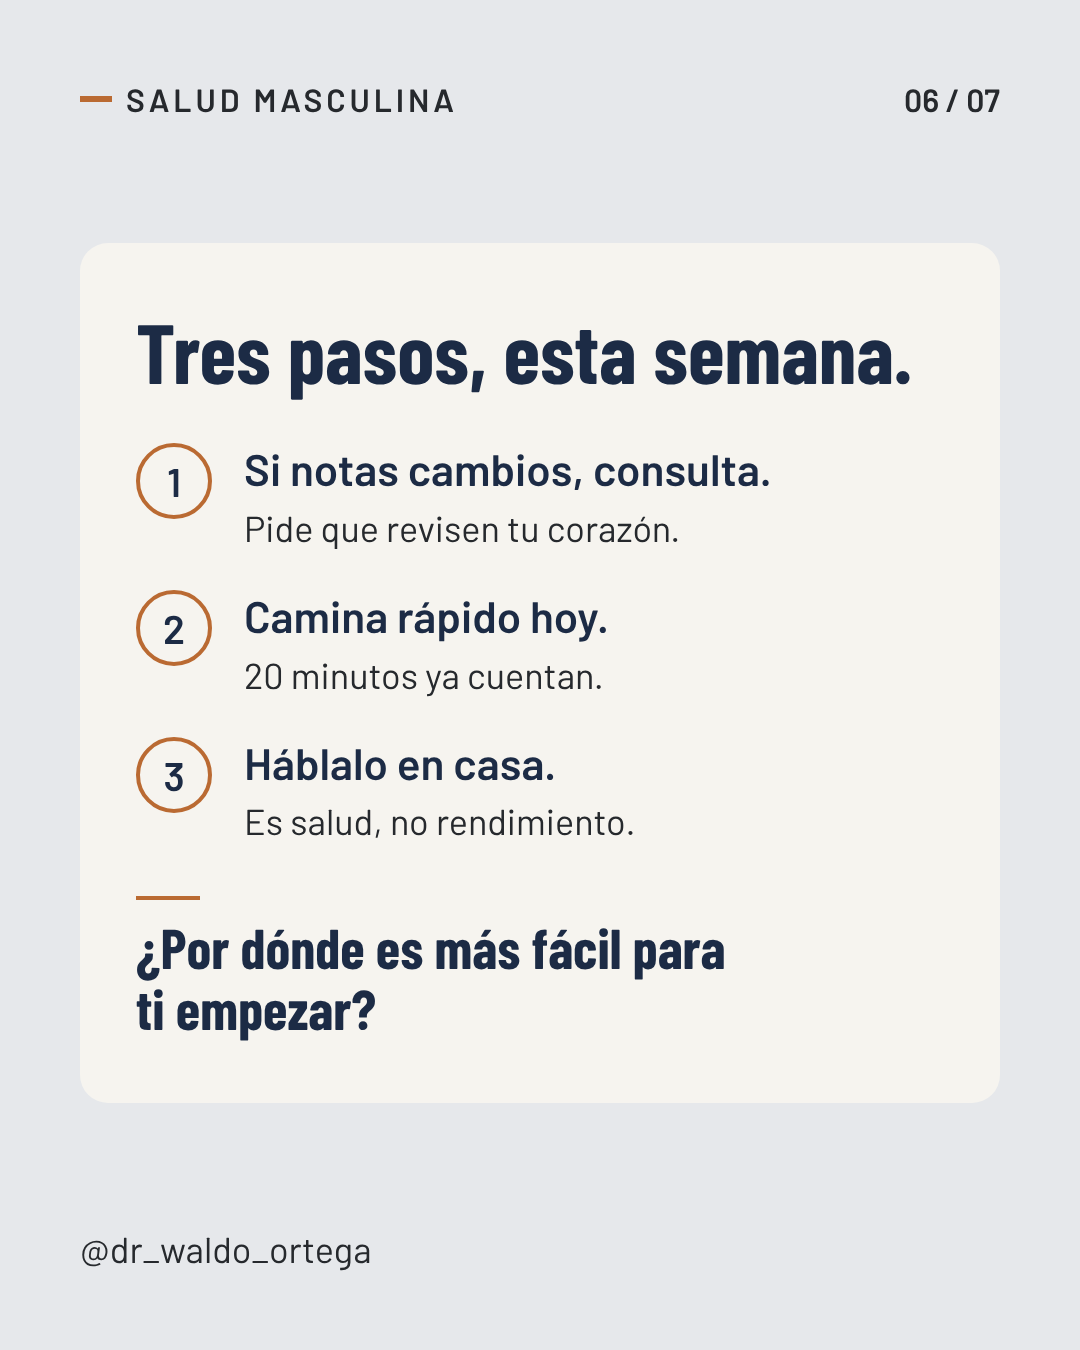 SALUD MASCULINA
06 / 07
Tres pasos, esta semana.
1
Si notas cambios, consulta.
Pide que revisen tu corazón.
2
Camina rápido hoy.
20 minutos ya cuentan.
3
Háblalo en casa.
Es salud, no rendimiento.
¿Por dónde es más fácil para
ti empezar?
@dr_waldo_ortega